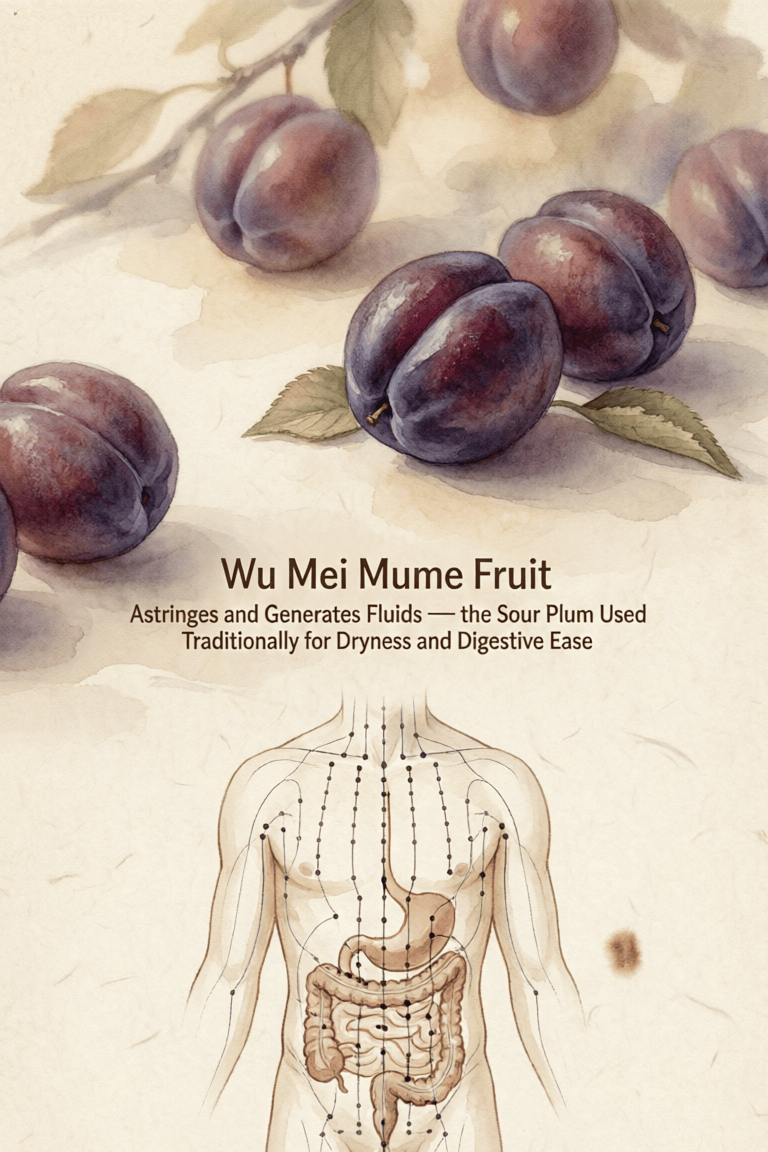 Wu Mei Mume Fruit
Astringes and Generates Fluids — the Sour Plum Used
Traditionally for Dryness and Digestive Ease